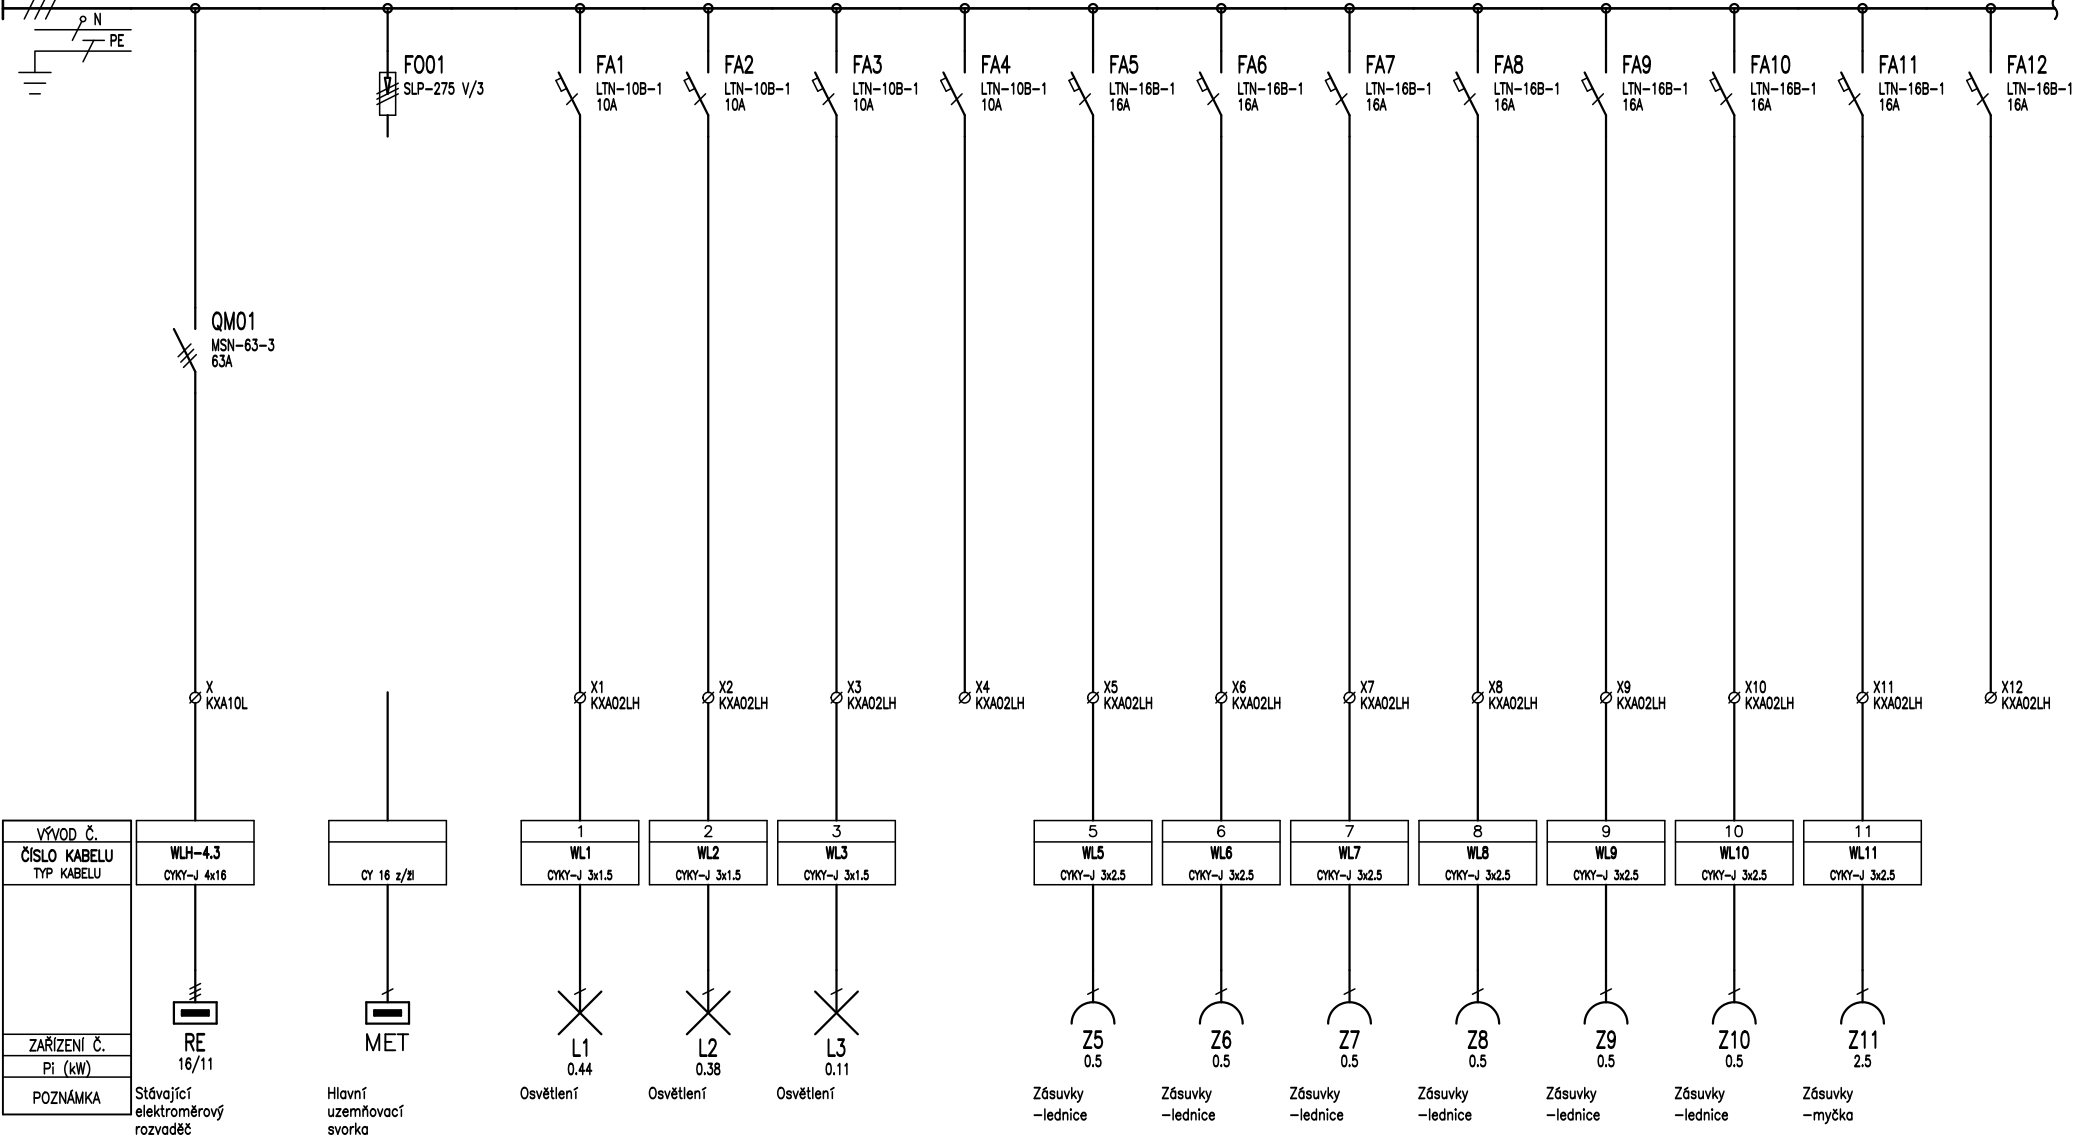 N
PE
FO01
SLP-275 V/3
FA1
LTN-10B-1
10A
FA2
LTN-10B-1
10A
FA3
LTN-10B-1
10A
FA4
LTN-10B-1
10A
FA5
LTN-16B-1
16A
FA6
LTN-16B-1
16A
FA7
LTN-16B-1
16A
FA8
LTN-16B-1
16A
FA9
LTN-16B-1
16A
FA10
LTN-16B-1
16A
FA11
LTN-16B-1
16A
FA12
LTN-16B-1
16A
QM01
MSN-63-3
63A
X
KXA10L
X1
KXA02LH
X2
KXA02LH
X3
KXA02LH
X4
KXA02LH
X5
KXA02LH
X6
KXA02LH
X7
KXA02LH
X8
KXA02LH
X9
KXA02LH
X10
KXA02LH
X11
KXA02LH
X12
KXA02LH
VÝVOD Č.
ČÍSLO KABELU
TYP KABELU
WLH-4.3
CYKY-J 4x16
CY 16 z/žl
1
WL1
CYKY-J 3x1.5
2
WL2
CYKY-J 3x1.5
3
WL3
CYKY-J 3x1.5
5
WL5
CYKY-J 3x2.5
6
WL6
CYKY-J 3x2.5
7
WL7
CYKY-J 3x2.5
8
WL8
CYKY-J 3x2.5
9
WL9
CYKY-J 3x2.5
10
WL10
CYKY-J 3x2.5
11
WL11
CYKY-J 3x2.5
ZAŘÍZENÍ Č.
Pi (kW)
POZNÁMKA
RE
16/11
Stávající
elektroměrový
rozvaděč
MET
Hlavní
uzemňovací
svorka
L1
0.44
Osvětlení
L2
0.38
Osvětlení
L3
0.11
Osvětlení
Z5
0.5
Zásuvky
-lednice
Z6
0.5
Zásuvky
-lednice
Z7
0.5
Zásuvky
-lednice
Z8
0.5
Zásuvky
-lednice
Z9
0.5
Zásuvky
-lednice
Z10
0.5
Zásuvky
-lednice
Z11
2.5
Zásuvky
-myčka